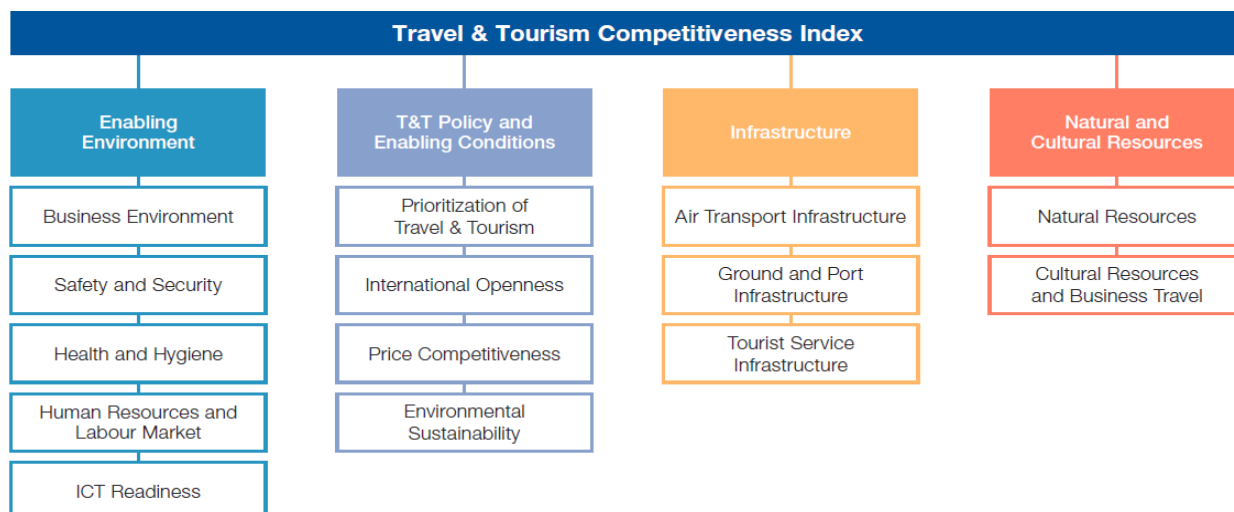 Travel & Tourism Competitiveness Index
Enabling
Environment
Business Environment
Safety and Security
Health and Hygiene
Human Resources and
Labour Market
ICT Readiness
T&T Policy and
Enabling Conditions
Prioritization of
Travel & Tourism
International Openness
Price Competitiveness
Environmental
Sustainability
Infrastructure
Air Transport Infrastructure
Ground and Port
Infrastructure
Tourist Service
Infrastructure
Natural and
Cultural Resources
Natural Resources
Cultural Resources
and Business Travel